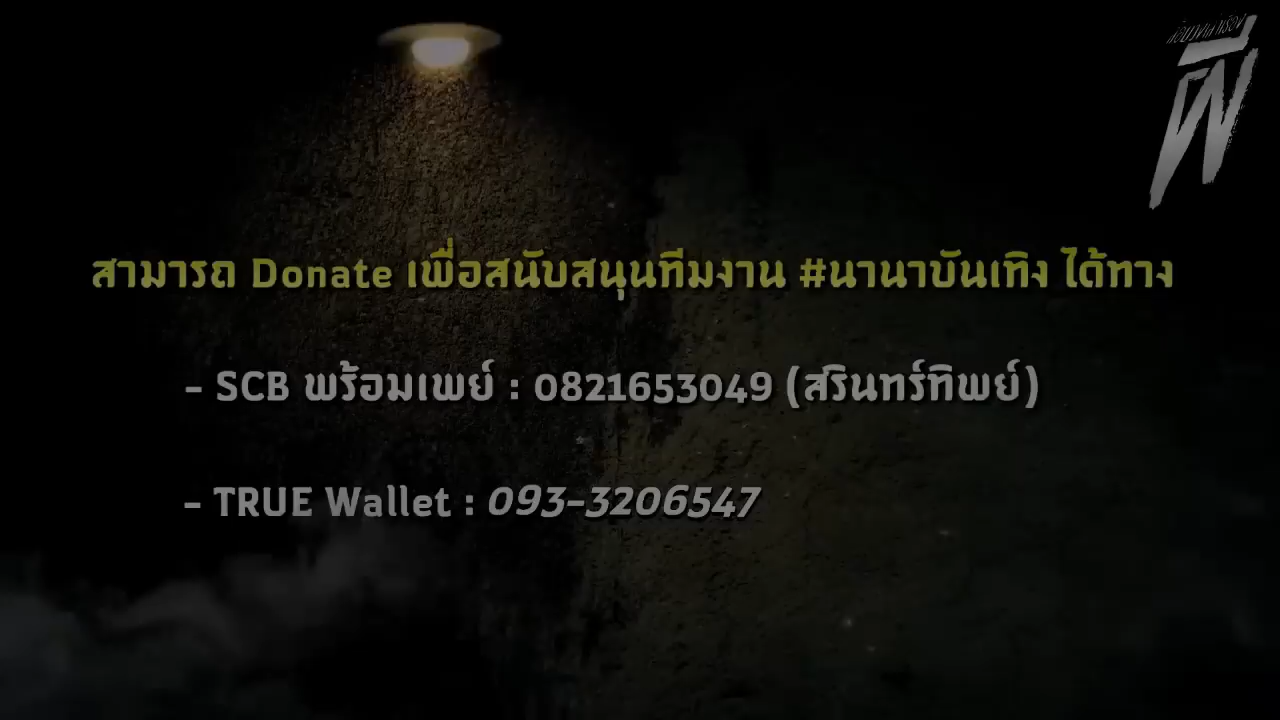 ผี
สามารถ Donate เพื่อสนับสนุนทีมงาน #นานาบันเทิง ได้ทาง
- SCB พร้อมเพย์ : 0821653049 (สรินทร์ทิพย์)
- TRUE Wallet : 093-3206547